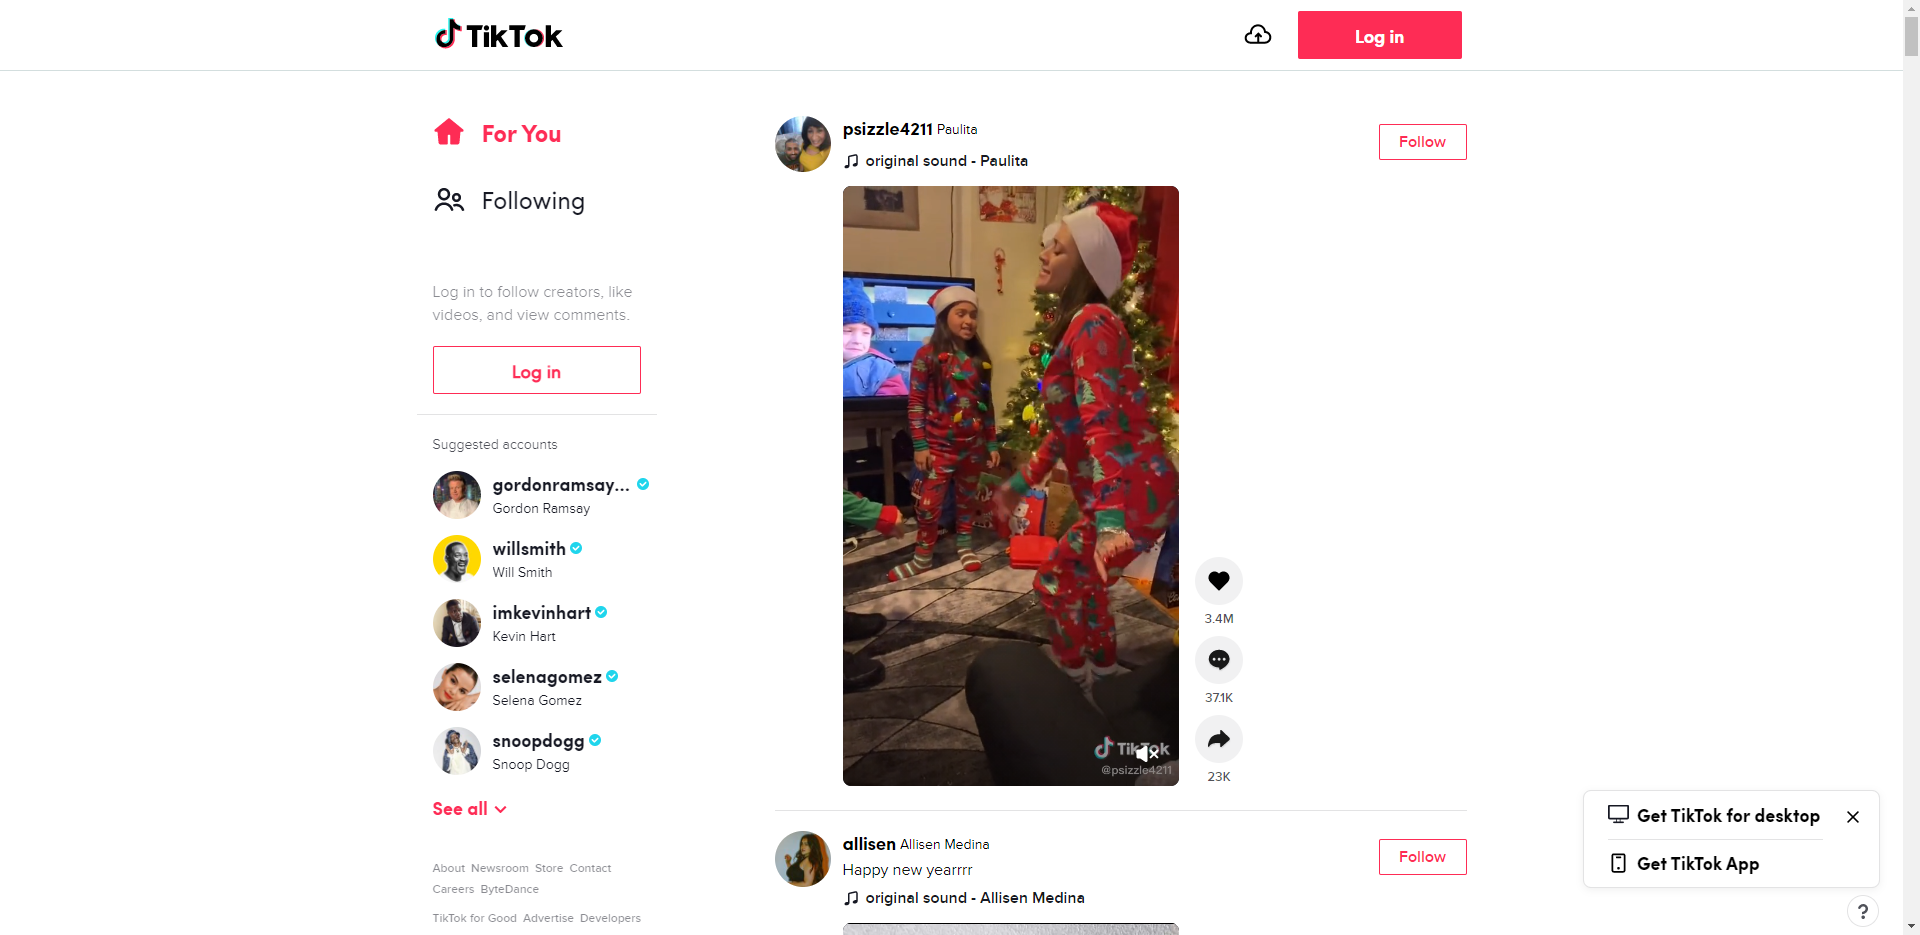 TikTok
Log in
For You
Following
Log in to follow creators, like
videos, and view comments.
Log in
Suggested accounts
gordonramsay...
Gordon Ramsay
willsmith
Will Smith
imkevinhart
Kevin Hart
selenagomez
Selena Gomez
snoopdogg
Snoop Dogg
See all
About Newsroom Store Contact
Careers ByteDance
TikTok for Good Advertise Developers
psizzle4211 Paulita
original sound - Paulita
Follow
TikTok
@psizzle4211
3.4M
37.1K
23K
allisen Allisen Medina
Happy new yearrrr
original sound - Allisen Medina
Follow
Get TikTok for desktop
Get TikTok App
?